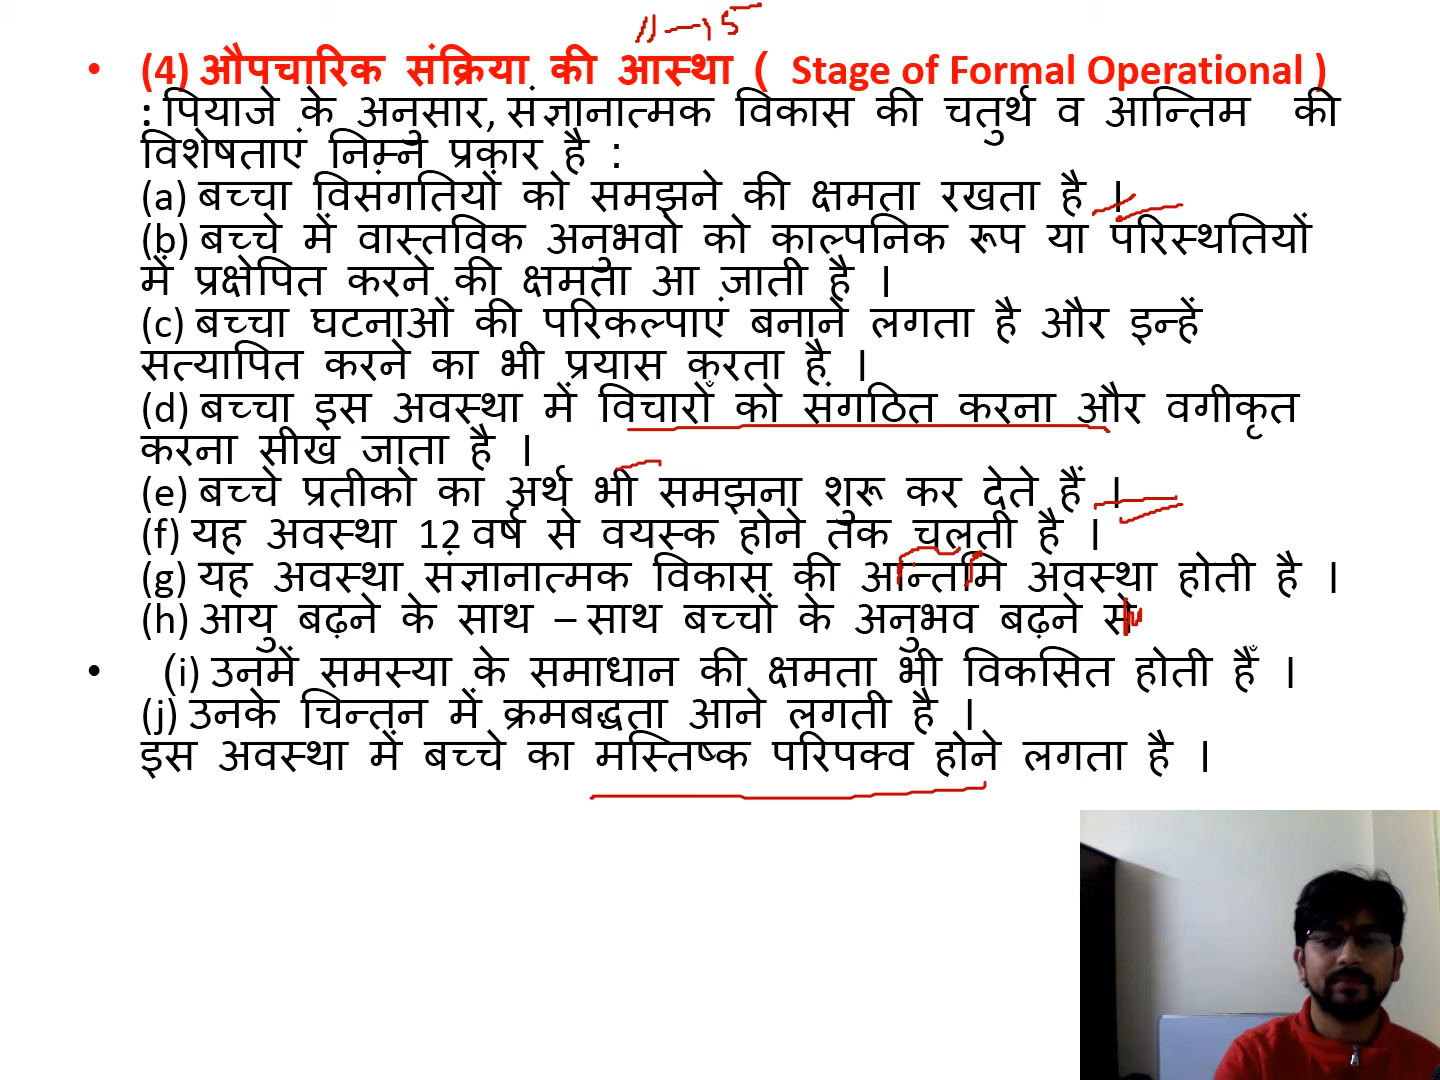 11-15
• (4) औपचारिक संक्रिया की आस्था ( Stage of Formal Operational )
: पियाजे के अनुसार, संज्ञानात्मक विकास की चतुर्थ व आन्तिम की
विशेषताएं निम्न प्रकार है :
(a) बच्चा विसंगतियों को समझने की क्षमता रखता है ।
(b) बच्चे में वास्तविक अनुभवो को काल्पनिक रूप या परिस्थतियों
में प्रक्षेपित करने की क्षमता आ जाती है ।
(c) बच्चा घटनाओं की परिकल्पाएं बनाने लगता है और इन्हें
सत्यापित करने का भी प्रयास करता है ।
(d) बच्चा इस अवस्था में विचारोँ को संगठित करना और वगीकृत
करना सीख जाता है ।
(e) बच्चे प्रतीको का अर्थ भी समझना शुरू कर देते हैं ।
(f) यह अवस्था 12 वर्ष से वयस्क होने तक चलती है ।
(g) यह अवस्था संज्ञानात्मक विकास की आन्तमि अवस्था होती है ।
(h) आयु बढ़ने के साथ – साथ बच्चों के अनुभव बढ़ने से
• (i) उनमें समस्या के समाधान की क्षमता भी विकसित होती हैँ ।
(j) उनके चिन्तन में क्रमबद्धता आने लगती है ।
इस अवस्था में बच्चे का मस्तिष्क परिपक्व होने लगता है ।